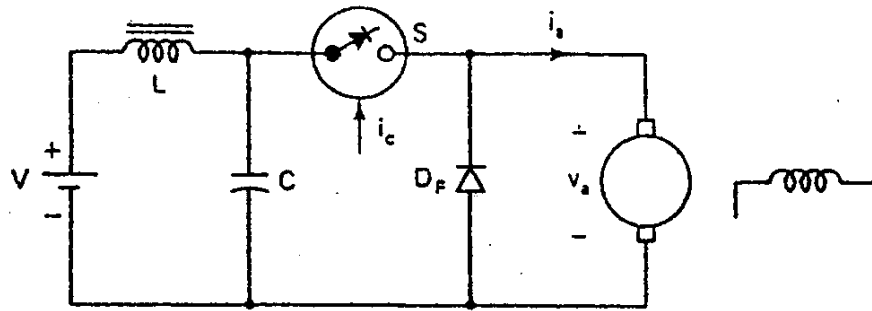 S
i_a
L
i_c
+
V
-
C
D_F
+
v_a
-